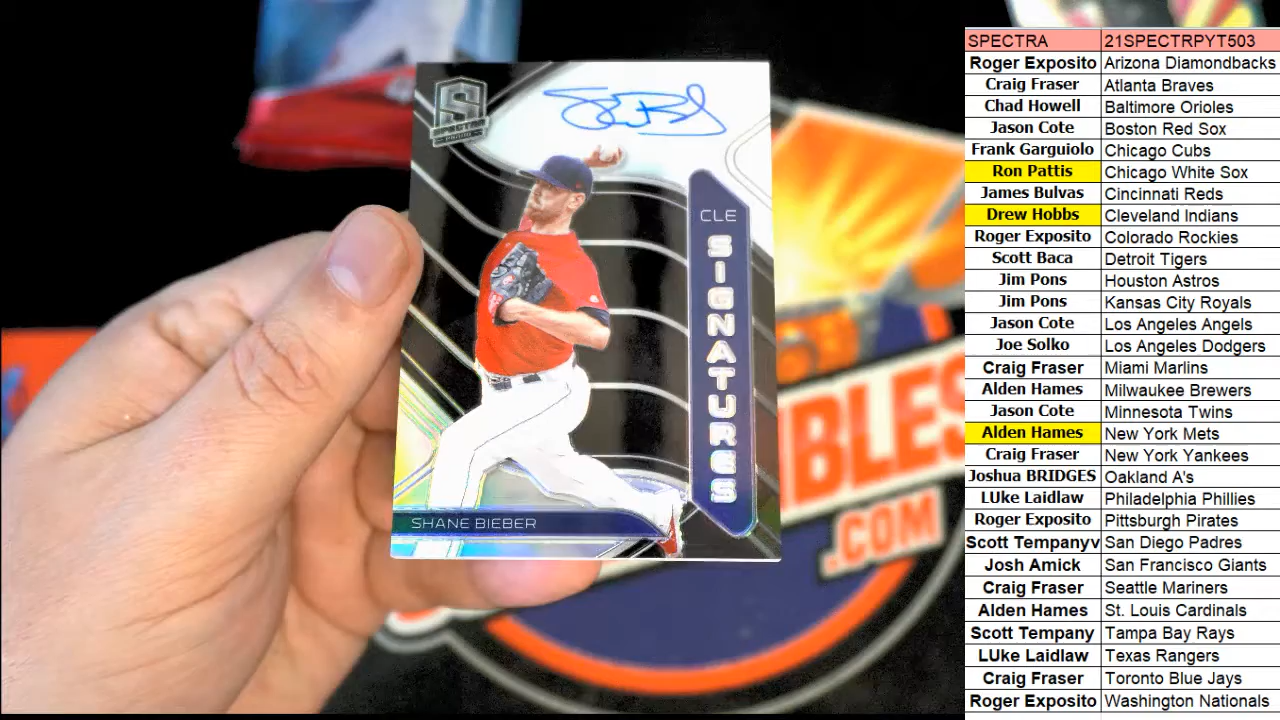 CLE
SIGNATURES
SHANE BIEBER
IBLES
.COM
SPECTRA 21SPECTRPYT503
Roger Exposito Arizona Diamondbacks
Craig Fraser Atlanta Braves
Chad Howell Baltimore Orioles
Jason Cote Boston Red Sox
Frank Garguiolo Chicago Cubs
Ron Pattis Chicago White Sox
James Bulvas Cincinnati Reds
Drew Hobbs Cleveland Indians
Roger Exposito Colorado Rockies
Scott Baca Detroit Tigers
Jim Pons Houston Astros
Jim Pons Kansas City Royals
Jason Cote Los Angeles Angels
Joe Solko Los Angeles Dodgers
Craig Fraser Miami Marlins
Alden Hames Milwaukee Brewers
Jason Cote Minnesota Twins
Alden Hames New York Mets
Craig Fraser New York Yankees
Joshua BRIDGES Oakland A's
LUke Laidlaw Philadelphia Phillies
Roger Exposito Pittsburgh Pirates
Scott Tempanyv San Diego Padres
Josh Amick San Francisco Giants
Craig Fraser Seattle Mariners
Alden Hames St. Louis Cardinals
Scott Tempany Tampa Bay Rays
LUke Laidlaw Texas Rangers
Craig Fraser Toronto Blue Jays
Roger Exposito Washington Nationals